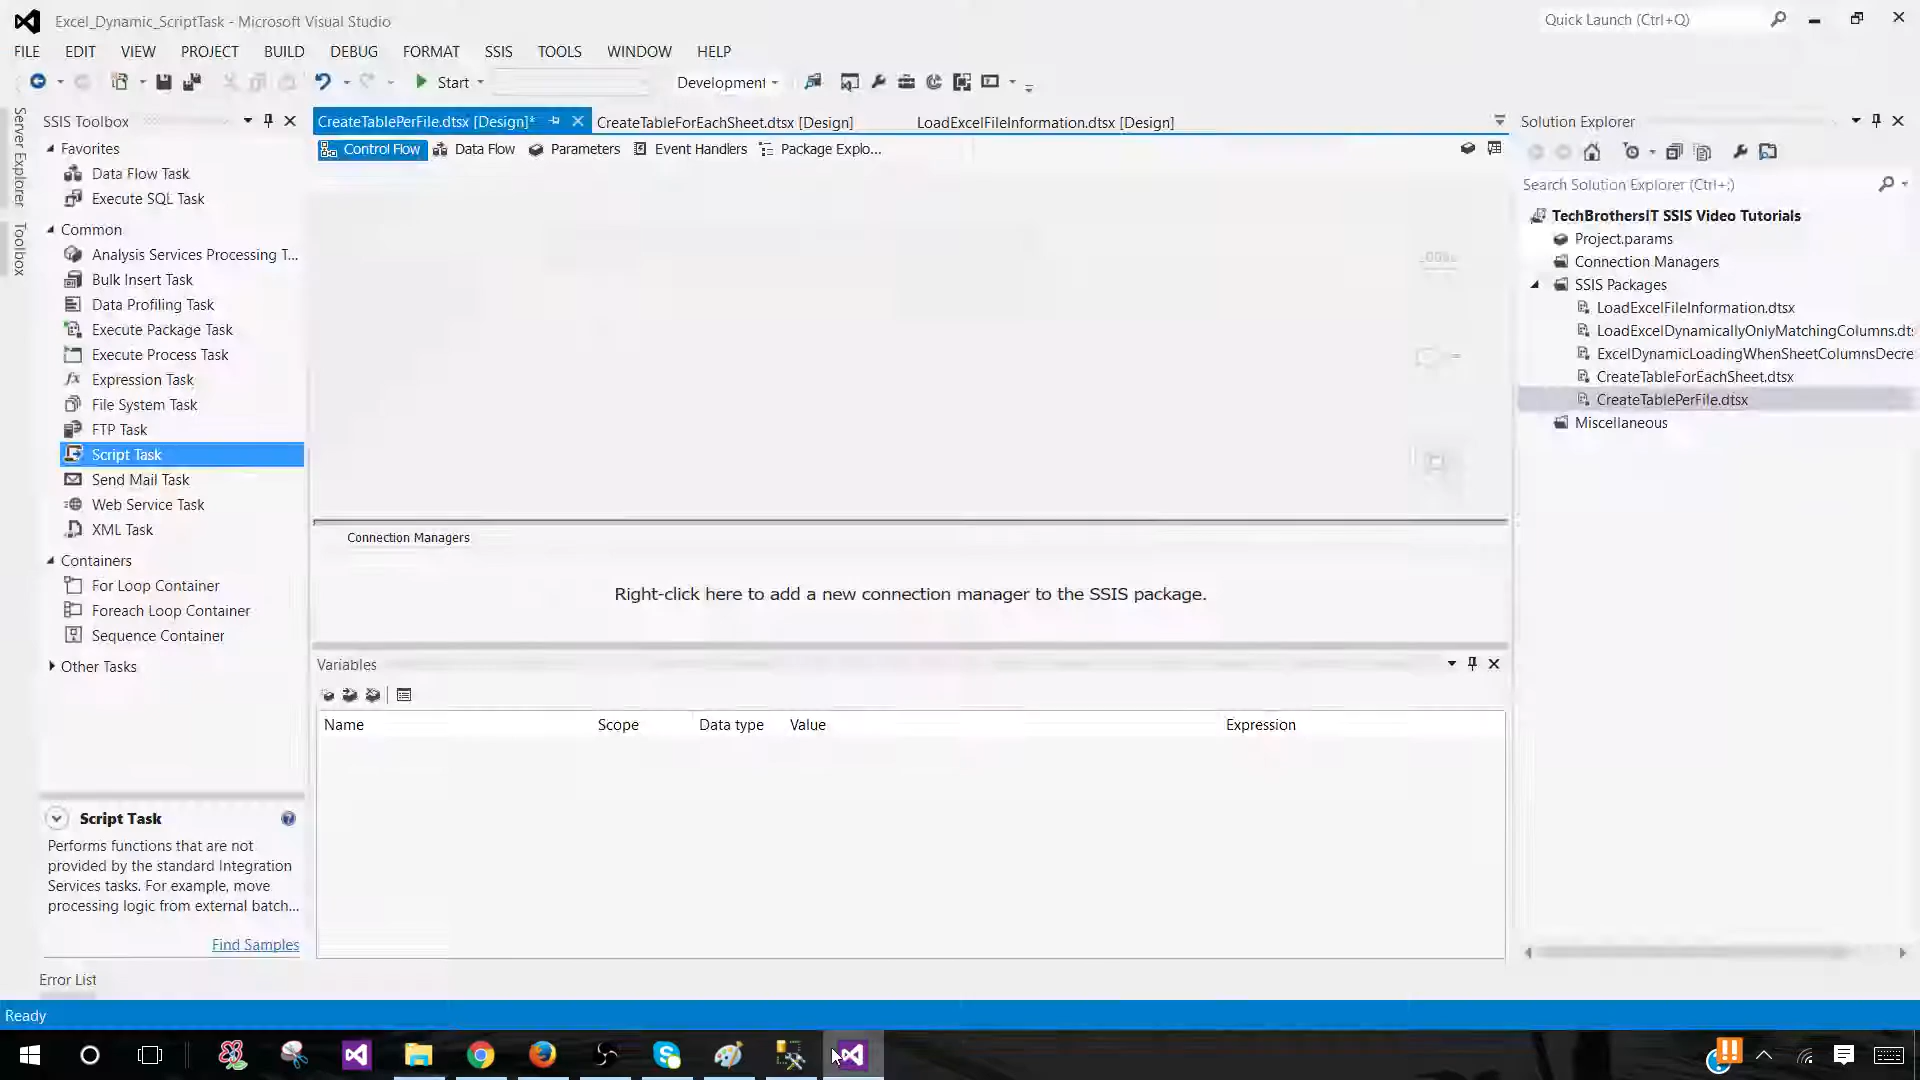 Excel_Dynamic_ScriptTask - Microsoft Visual Studio
Quick Launch (Ctrl+Q)
FILE EDIT VIEW PROJECT BUILD DEBUG FORMAT SSIS TOOLS WINDOW HELP
Start
Development
Server Explorer
Toolbox
SSIS Toolbox
Favorites
Data Flow Task
Execute SQL Task
Common
Analysis Services Processing T...
Bulk Insert Task
Data Profiling Task
Execute Package Task
Execute Process Task
Expression Task
File System Task
FTP Task
Script Task
Send Mail Task
Web Service Task
XML Task
Containers
For Loop Container
Foreach Loop Container
Sequence Container
Other Tasks
Script Task
Performs functions that are not
provided by the standard Integration
Services tasks. For example, move
processing logic from external batch...
Find Samples
CreateTablePerFile.dtsx [Design]* CreateTableForEachSheet.dtsx [Design] LoadExcelFileInformation.dtsx [Design]
Control Flow Data Flow Parameters Event Handlers Package Explo...
Connection Managers
Right-click here to add a new connection manager to the SSIS package.
Variables
Name Scope Data type Value Expression
Solution Explorer
Search Solution Explorer (Ctrl+;)
TechBrothersIT SSIS Video Tutorials
Project.params
Connection Managers
SSIS Packages
LoadExcelFileInformation.dtsx
LoadExcelDynamicallyOnlyMatchingColumns.dts
ExcelDynamicLoadingWhenSheetColumnsDecre
CreateTableForEachSheet.dtsx
CreateTablePerFile.dtsx
Miscellaneous
Error List
Ready